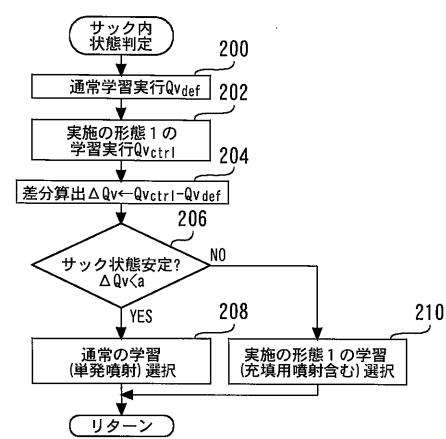 サック内
状態判定
200
通常学習実行Qvdef
202
実施の形態1の
学習実行Qvctrl
204
差分算出ΔQv←Qvctrl-Qvdef
206
サック状態安定?
ΔQv<a
NO
YES
208
通常の学習
(単発噴射)選択
210
実施の形態1の学習
(充填用噴射含む)選択
リターン